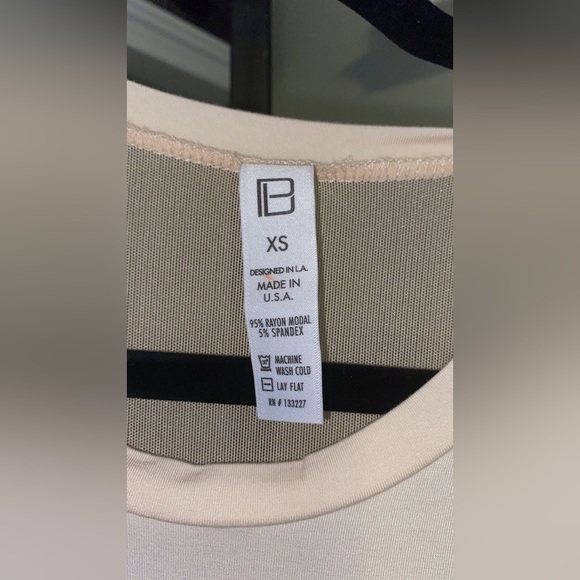 B
XS
DESIGNED IN L.A.
MADE IN
U.S.A.
95% RAYON MODAL
5% SPANDEX
MACHINE
WASH COLD
LAY FLAT
RN # 133227